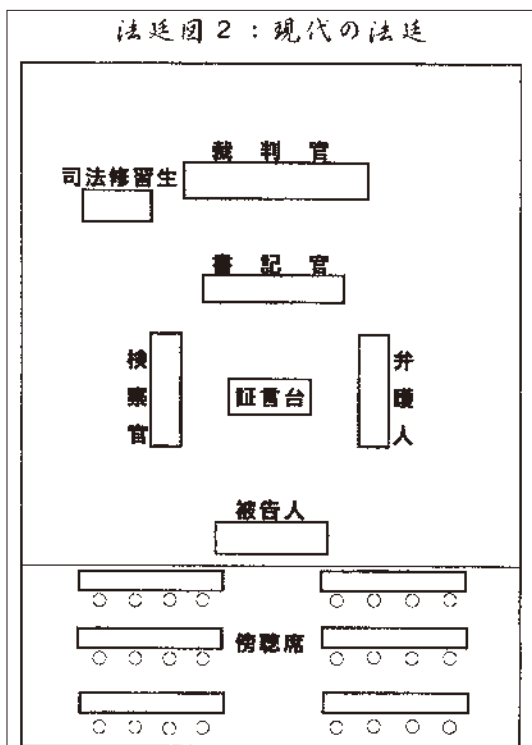 法廷図2：現代の法廷
裁判官
司法修習生
書記官
検察官
証言台
弁護人
被告人
傍聴席